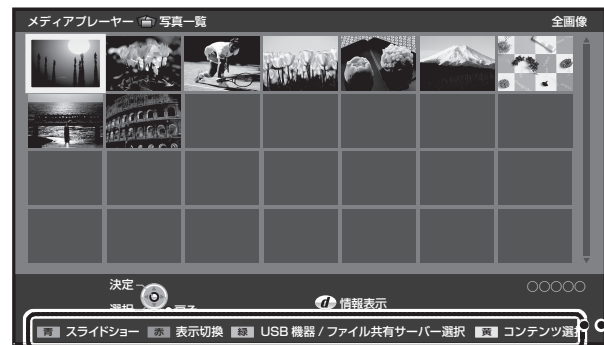 メディアプレーヤー 写真一覧 全画像
決定
選択 戻る
d 情報表示 ○○○○○
青 スライドショー 赤 表示切換 緑 USB 機器 / ファイル共有サーバー選択 黄 コンテンツ選